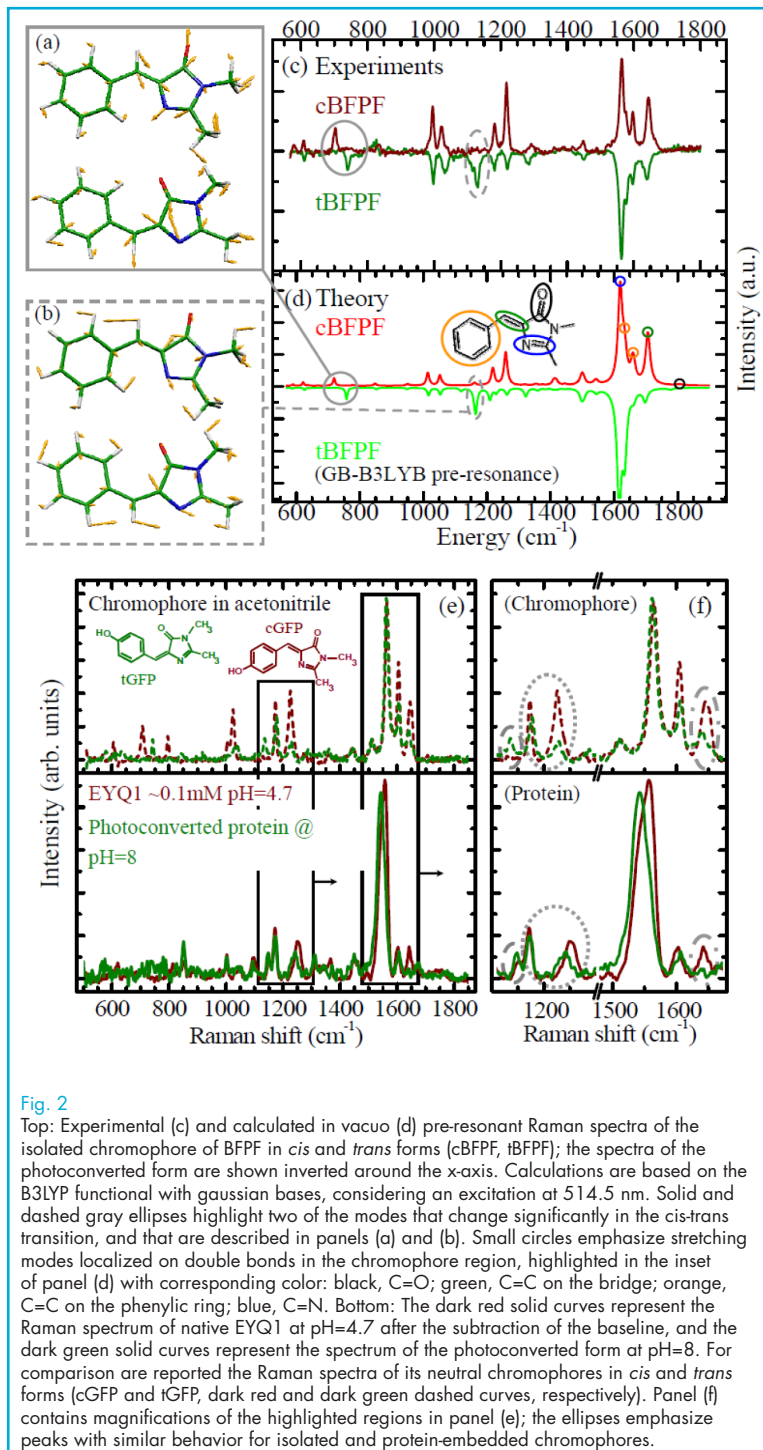 600 800 1000 1200 1400 1600 1800
(a)
(c) Experiments
cBFPF
tBFPF
(b)
(d) Theory
cBFPF
O
N
N
tBFPF
(GB-B3LYB pre-resonance)
Intensity (a.u.)
600 800 1000 1200 1400 1600 1800
Energy (cm-1)
Chromophore in acetonitrile
(e)
HO
O
N
CH3
N
CH3
tGFP
cGFP
HO
O
N
CH3
N
CH3
(Chromophore)
(f)
EYQ1 ~0.1mM pH=4.7
Photoconverted protein @
pH=8
(Protein)
Intensity (arb. units)
600 800 1000 1200 1400 1600 1800
Raman shift (cm-1)
1200 1500 1600
Raman shift (cm-1)
Fig. 2
Top: Experimental (c) and calculated in vacuo (d) pre-resonant Raman spectra of the
isolated chromophore of BFPF in cis and trans forms (cBFPF, tBFPF); the spectra of the
photoconverted form are shown inverted around the x-axis. Calculations are based on the
B3LYP functional with gaussian bases, considering an excitation at 514.5 nm. Solid and
dashed gray ellipses highlight two of the modes that change significantly in the cis-trans
transition, and that are described in panels (a) and (b). Small circles emphasize stretching
modes localized on double bonds in the chromophore region, highlighted in the inset
of panel (d) with corresponding color: black, C=O; green, C=C on the bridge; orange,
C=C on the phenylic ring; blue, C=N. Bottom: The dark red solid curves represent the
Raman spectrum of native EYQ1 at pH=4.7 after the subtraction of the baseline, and the
dark green solid curves represent the spectrum of the photoconverted form at pH=8. For
comparison are reported the Raman spectra of its neutral chromophores in cis and trans
forms (cGFP and tGFP, dark red and dark green dashed curves, respectively). Panel (f)
contains magnifications of the highlighted regions in panel (e); the ellipses emphasize
peaks with similar behavior for isolated and protein-embedded chromophores.